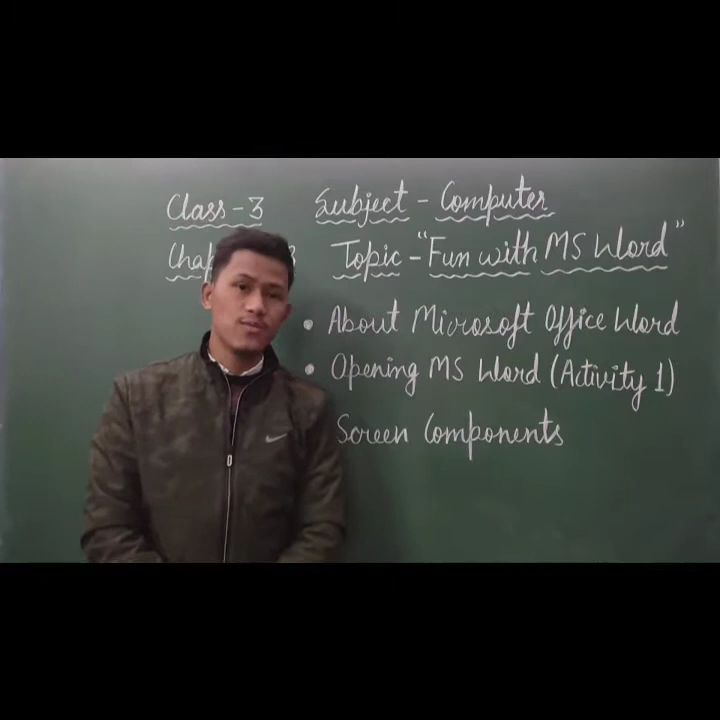 Class-3 Subject - Computer
3 Topic - "Fun with MS Word"
• About Microsoft Office Word
• Opening MS Word (Activity 1)
Screen Components